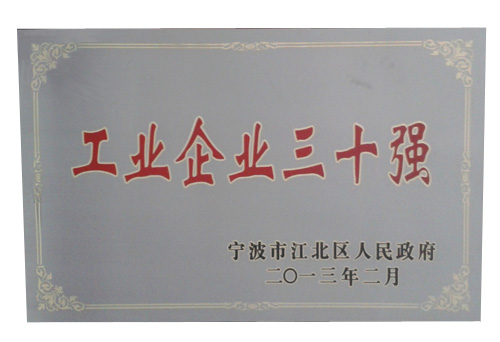 工业企业三十强
宁波市江北区人民政府
二〇一三年二月